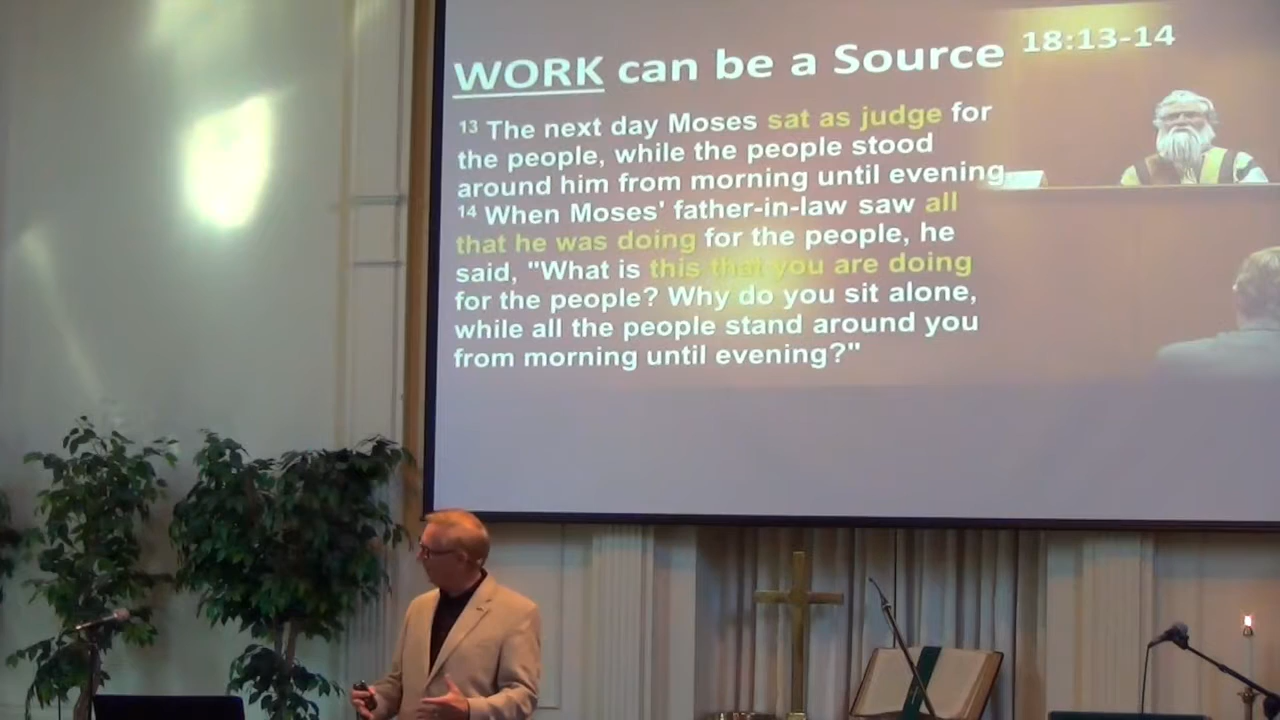 WORK can be a Source 18:13-14
13 The next day Moses sat as judge for
the people, while the people stood
around him from morning until evening
14 When Moses' father-in-law saw all
that he was doing for the people, he
said, "What is this that you are doing
for the people? Why do you sit alone,
while all the people stand around you
from morning until evening?"